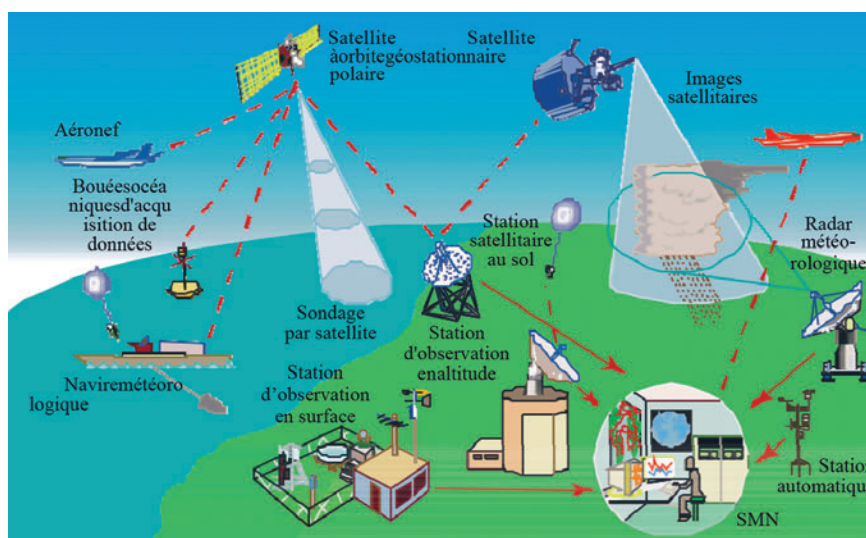 Satellite
àorbitegéostationnaire
polaire
Satellite
Images
satellitaires
Aéronef
Bouéesocéa
niquesd'acqu
isition de
données
Station
satellitaire
au sol
Radar
météo-
rologique
Sondage
par satellite
Station
d'observation
enaltitude
Naviremétéoro
logique
Station
d’observation
en surface
Station
automatique
SMN